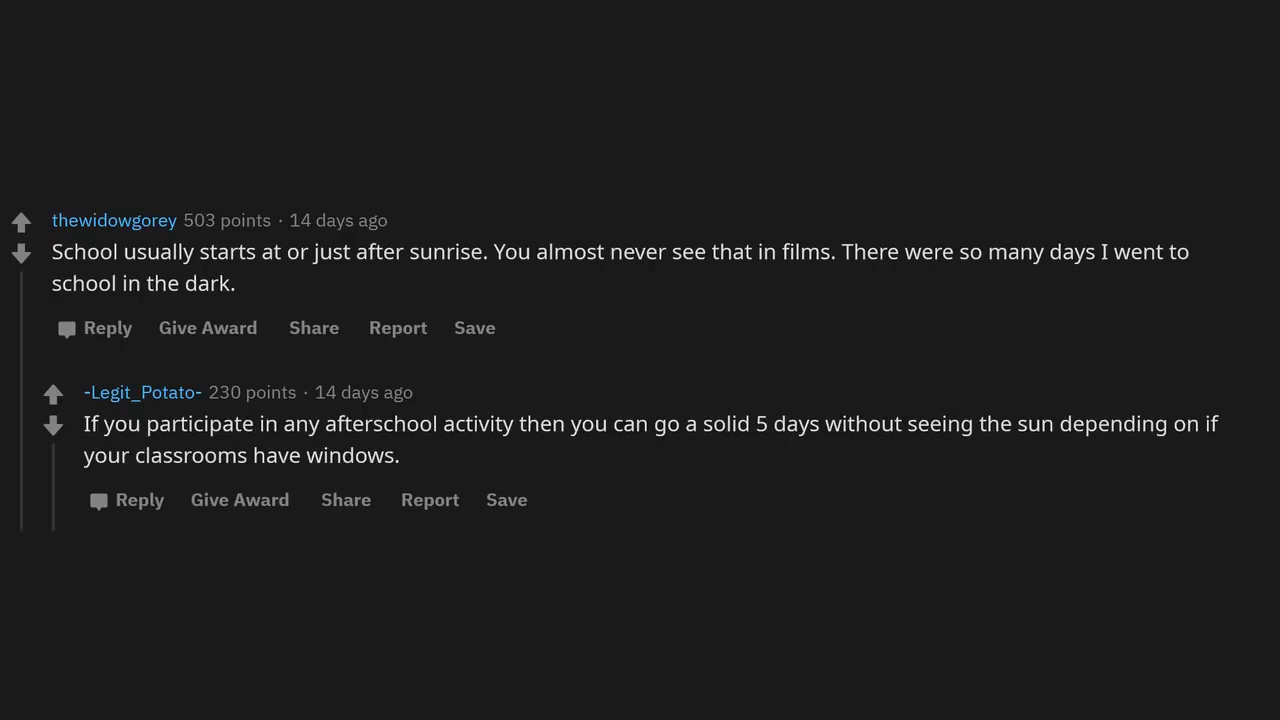 thewidowgorey 503 points · 14 days ago
School usually starts at or just after sunrise. You almost never see that in films. There were so many days I went to
school in the dark.
Reply Give Award Share Report Save
-Legit_Potato- 230 points · 14 days ago
If you participate in any afterschool activity then you can go a solid 5 days without seeing the sun depending on if
your classrooms have windows.
Reply Give Award Share Report Save